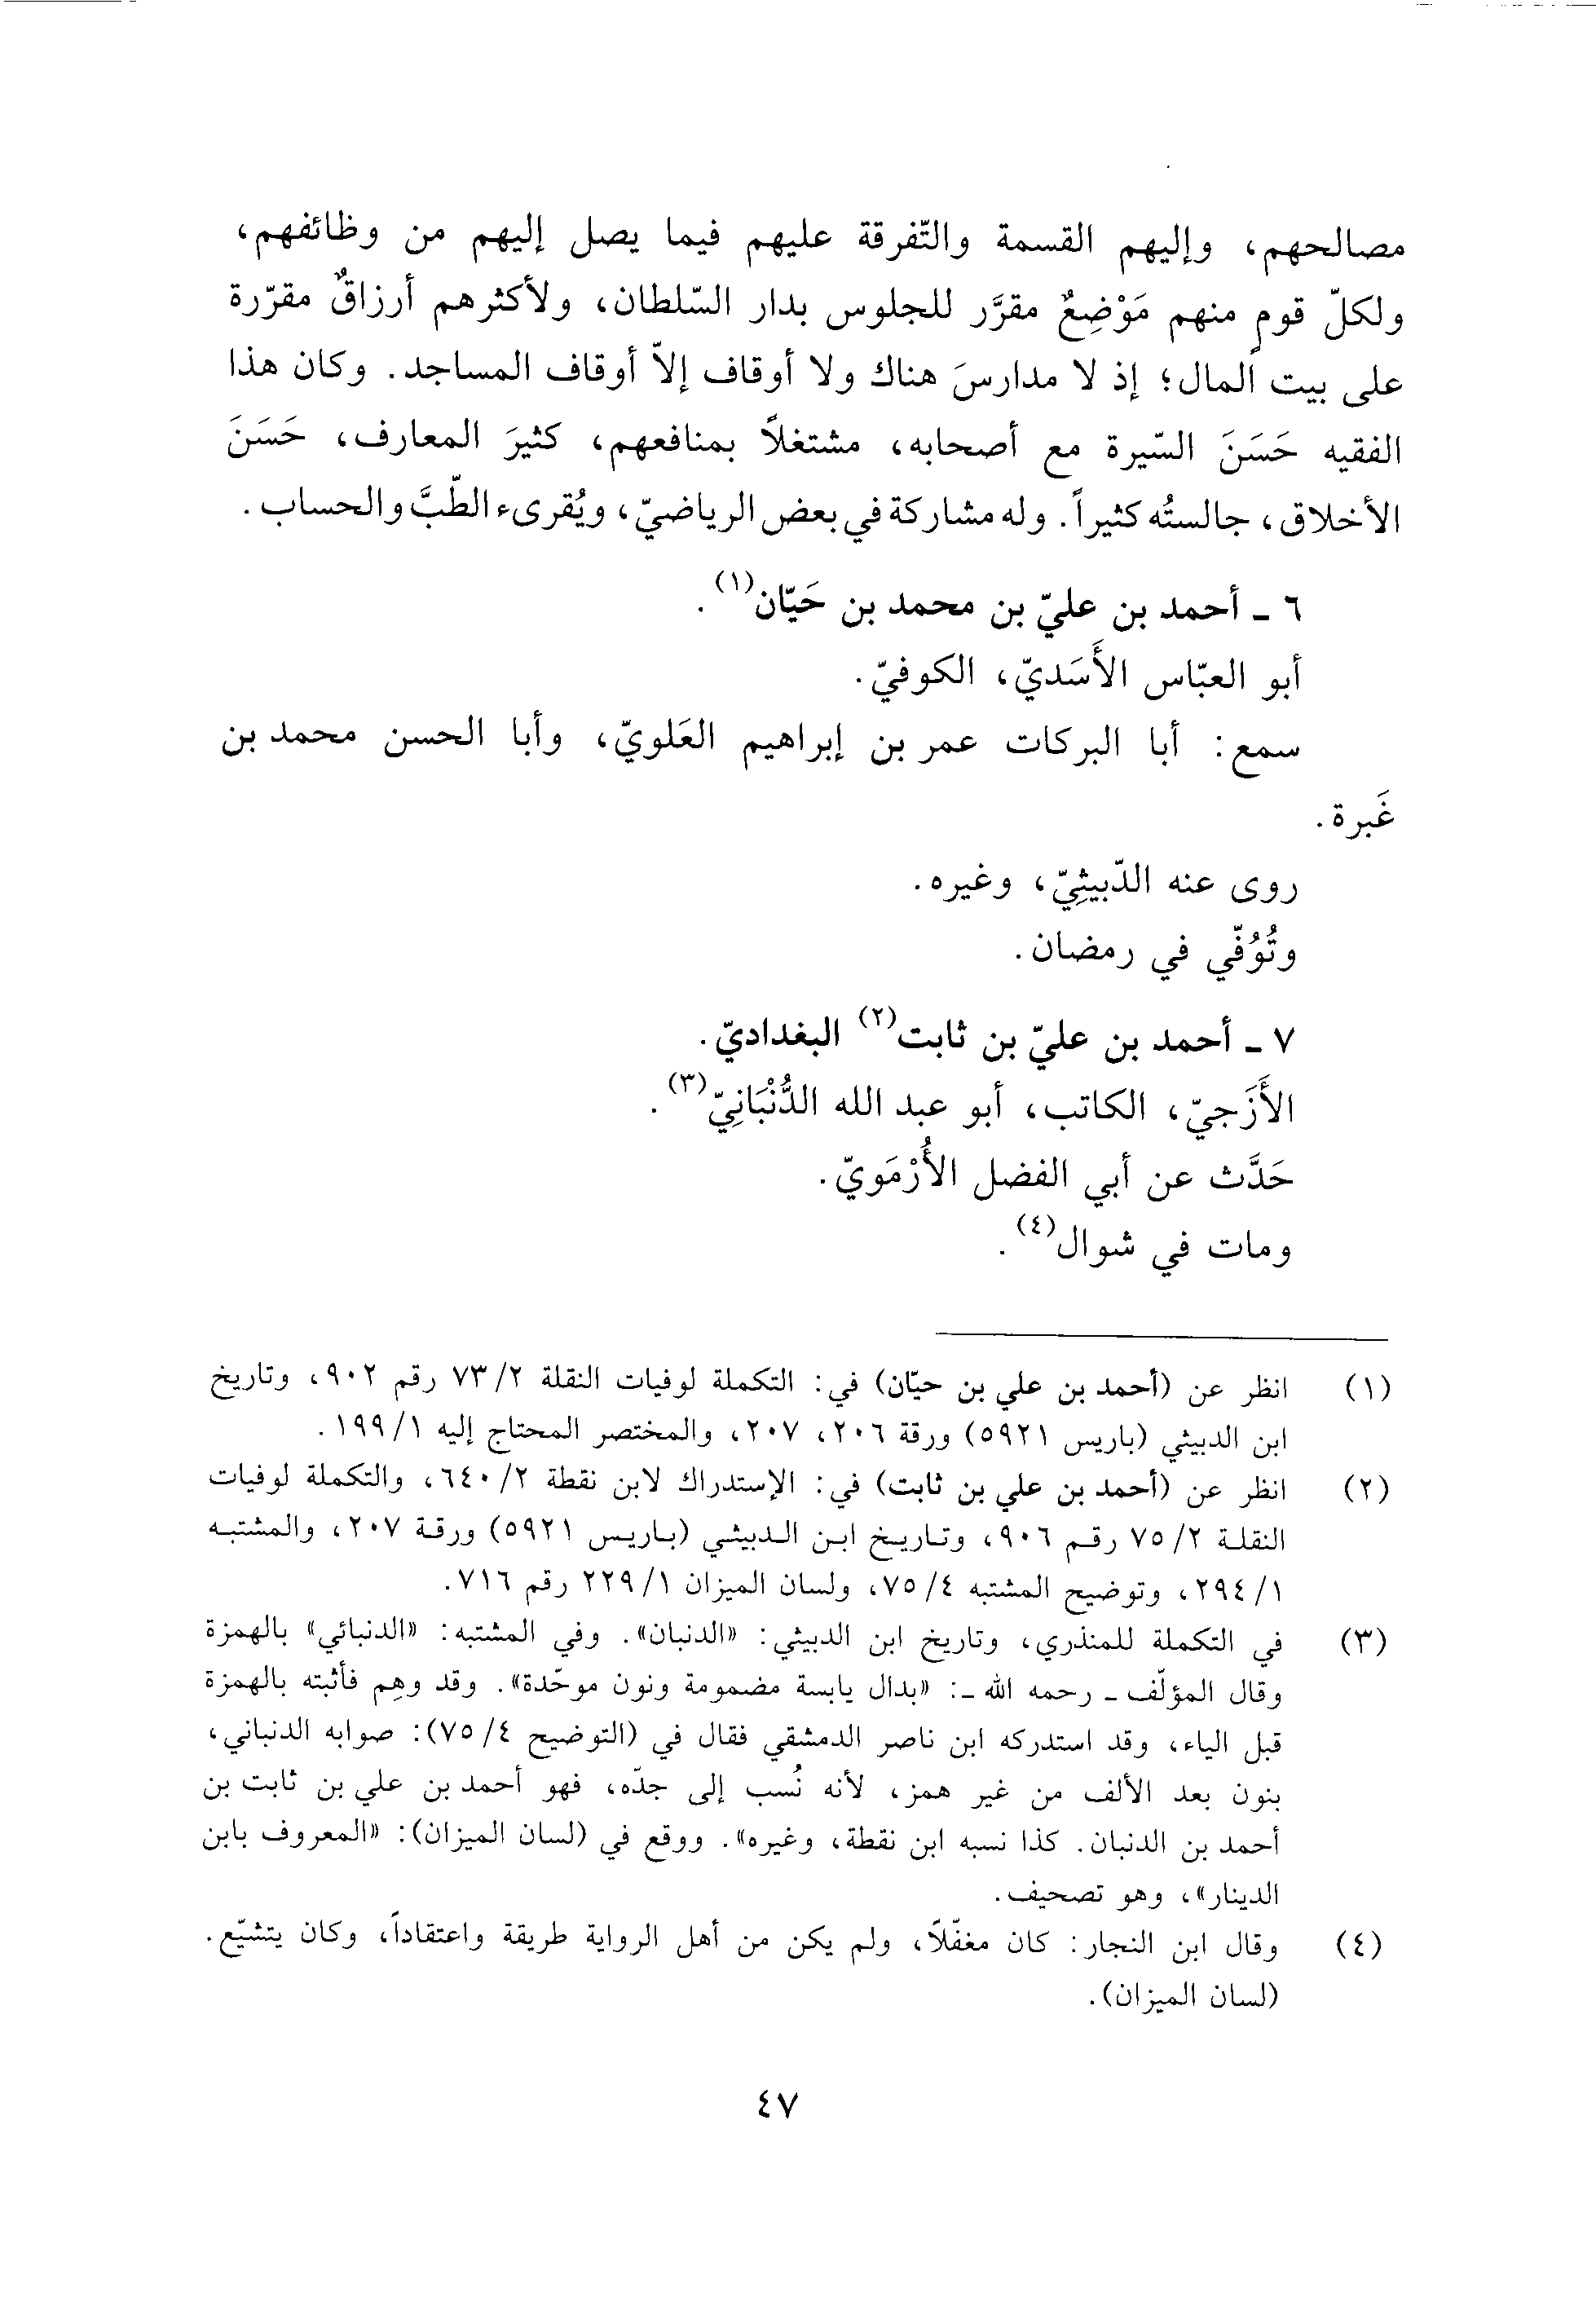 مصالحهم، وإليهم القسمة والتّفرقة عليهم فيما يصل إليهم من وظائفهم،
ولكلّ قومٍ منهم مَوْضِعٌ مقرَّر للجلوس بدار السّلطان، ولأكثرهم أرزاقٌ مقرّرة
على بيت المال؛ إذ لا مدارسَ هناك ولا أوقاف إلاّ أوقاف المساجد. وكان هذا
الفقيه حَسَنَ السّيرة مع أصحابه، مشتغلاً بمنافعهم، كثيرَ المعارف، حَسَنَ
الأخلاق، جالستُه كثيراً. وله مشاركة في بعض الرياضيّ، ويُقرىء الطّبَّ والحساب.
٦ ـ أحمد بن عليّ بن محمد بن حَيّان(١).
أبو العبّاس الأَسَديّ، الكوفيّ.
سمع: أبا البركات عمر بن إبراهيم العَلويّ، وأبا الحسن محمد بن
غَبرة.
روى عنه الدّبيثِيّ، وغيره.
وتُوُفّي في رمضان.
٧ ـ أحمد بن عليّ بن ثابت(٢) البغداديّ.
الأَزَجيّ، الكاتب، أبو عبد الله الدُّنْبَانِيّ(٣).
حَدَّث عن أبي الفضل الأُرْمَويّ.
ومات في شوال(٤).
(١) انظر عن (أحمد بن علي بن حيّان) في: التكملة لوفيات النقلة ٧٣/٢ رقم ٩٠٢، وتاريخ
ابن الدبيثي (باريس ٥٩٢١) ورقة ٢٠٦، ٢٠٧، والمختصر المحتاج إليه ١٩٩/١.
(٢) انظر عن (أحمد بن علي بن ثابت) في: الإستدراك لابن نقطة ٦٤٠/٢، والتكملة لوفيات
النقلة ٧٥/٢ رقم ٩٠٦، وتاريخ ابن الدبيثي (باريس ٥٩٢١) ورقة ٢٠٧، والمشتبه
٢٩٤/١، وتوضيح المشتبه ٧٥/٤، ولسان الميزان ٢٢٩/١ رقم ٧١٦.
(٣) في التكملة للمنذري، وتاريخ ابن الدبيثي: «الدنبان». وفي المشتبه: «الدنبائي» بالهمزة
وقال المؤلّف ـ رحمه الله ـ: «بدال يابسة مضمومة ونون موحّدة». وقد وهِم فأثبته بالهمزة
قبل الياء، وقد استدركه ابن ناصر الدمشقي فقال في (التوضيح ٧٥/٤): صوابه الدنباني،
بنون بعد الألف من غير همز، لأنه نُسب إلى جدّه، فهو أحمد بن علي بن ثابت بن
أحمد بن الدنبان. كذا نسبه ابن نقطة، وغيره». ووقع في (لسان الميزان): «المعروف بابن
الدينار»، وهو تصحيف.
(٤) وقال ابن النجار: كان مغفّلاً، ولم يكن من أهل الرواية طريقة واعتقاداً، وكان يتشيّع.
(لسان الميزان).
٤٧